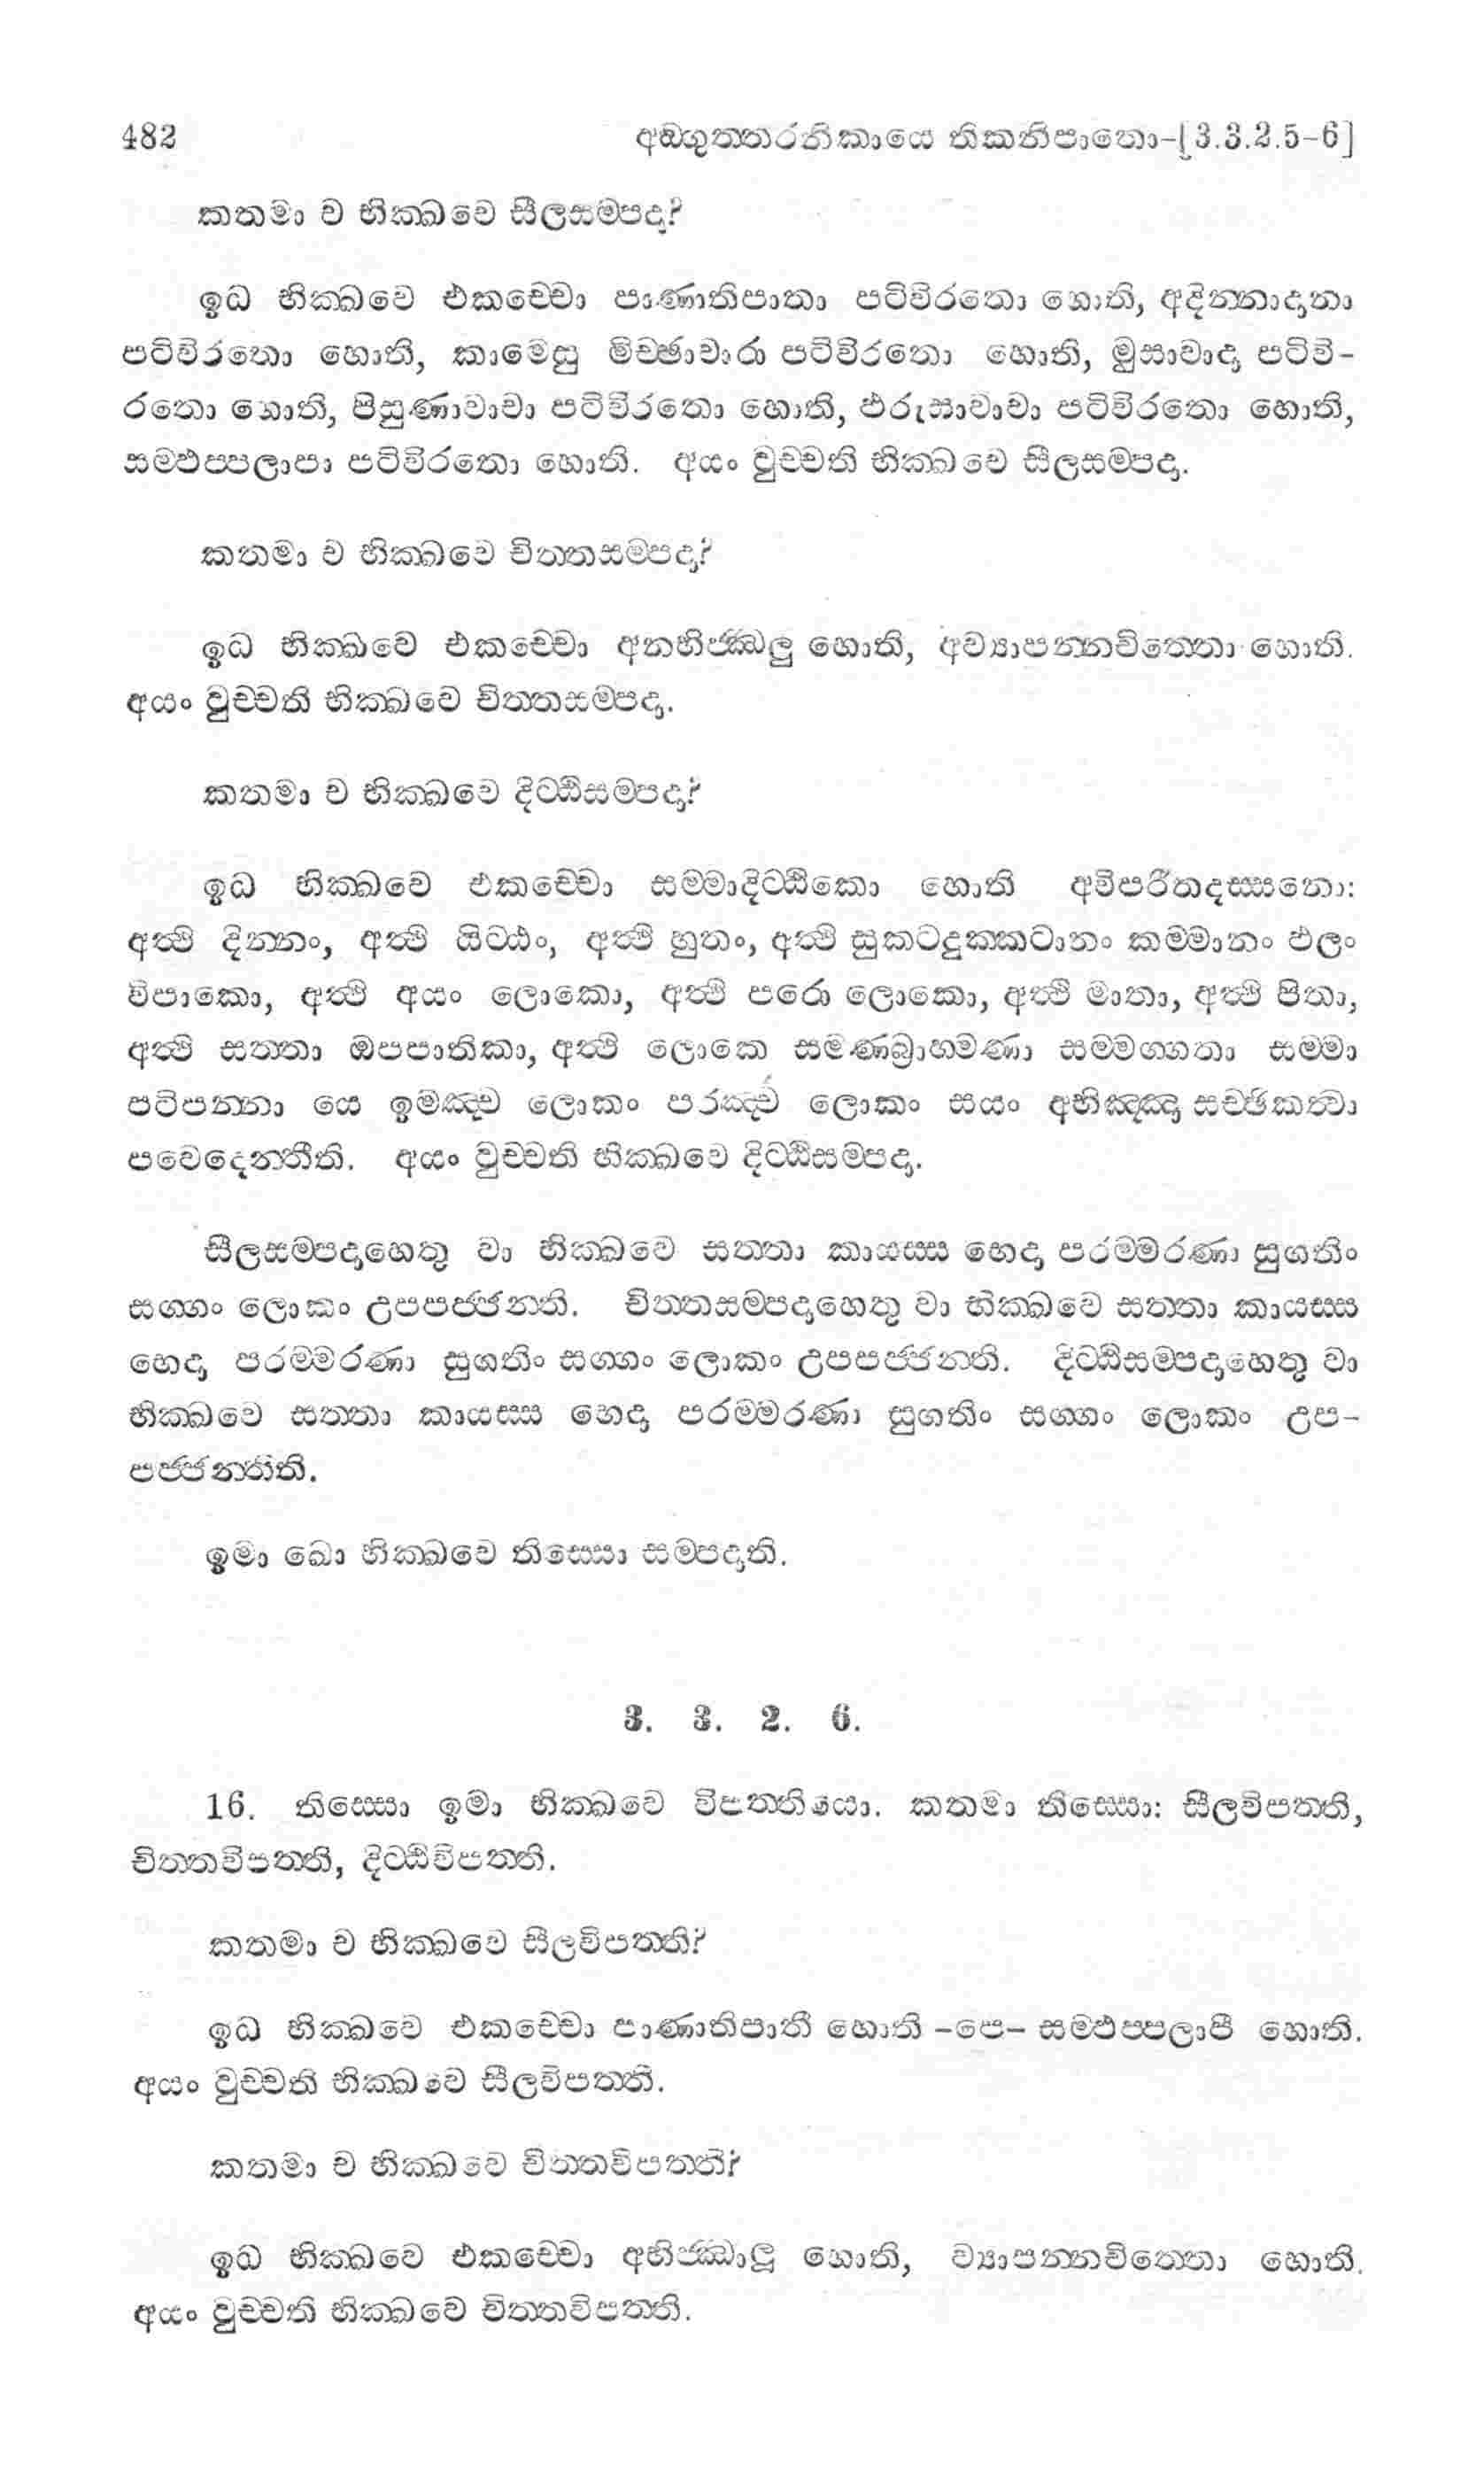 482 අඞ්ගුත්තරනිකායෙ තිකනිපාතො-[3.3.2.5-6]
කතමා ච භික්ඛවෙ සීලසම්පදා?
ඉධ භික්ඛවෙ එකච්චො පාණාතිපාතා පටිවිරතො හොති, අදින්නාදානා
පටිවිරතො හොති, කාමෙසු මිච්ඡාචාරා පටිවිරතො හොති, මුසාවාදා පටිවි-
රතො හොති, පිසුණාවාචා පටිවිරතො හොති, ඵරුසාවාචා පටිවිරතො හොති,
සම්ඵප්පලාපා පටිවිරතො හොති. අයං වුච්චති භික්ඛවෙ සීලසම්පදා.
කතමා ච භික්ඛවෙ චිත්තසම්පදා?
ඉධ භික්ඛවෙ එකච්චො අනභිජ්ඣාලු හොති, අව්‍යාපන්නචිත්තො හොති.
අයං වුච්චති භික්ඛවෙ චිත්තසම්පදා.
කතමා ච භික්ඛවෙ දිට්ඨිසම්පදා?
ඉධ භික්ඛවෙ එකච්චො සම්මාදිට්ඨිකො හොති අවිපරීතදස්සනො:
අත්ථි දින්නං, අත්ථි යිට්ඨං, අත්ථි හුතං, අත්ථි සුකටදුක්කටානං කම්මානං ඵලං
විපාකො, අත්ථි අයං ලොකො, අත්ථි පරො ලොකො, අත්ථි මාතා, අත්ථි පිතා,
අත්ථි සත්තා ඔපපාතිකා, අත්ථි ලොකෙ සමණබ්‍රාහ්මණා සම්මග්ගතා සම්මා
පටිපන්නා යෙ ඉමඤ්ච ලොකං පරඤ්ච ලොකං සයං අභිඤ්ඤා සච්ඡිකත්වා
පවෙදෙන්තීති. අයං වුච්චති භික්ඛවෙ දිට්ඨිසම්පදා.
සීලසම්පදාහෙතු වා භික්ඛවෙ සත්තා කායස්ස භෙදා පරම්මරණා සුගතිං
සග්ගං ලොකං උපපජ්ජන්ති. චිත්තසම්පදාහෙතු වා භික්ඛවෙ සත්තා කායස්ස
භෙදා පරම්මරණා සුගතිං සග්ගං ලොකං උපපජ්ජන්ති. දිට්ඨිසම්පදාහෙතු වා
භික්ඛවෙ සත්තා කායස්ස භෙදා පරම්මරණා සුගතිං සග්ගං ලොකං උප-
පජ්ජන්තීති.
ඉමා ඛො භික්ඛවෙ තිස්සො සම්පදාති.
3. 3. 2. 6.
16. තිස්සො ඉමා භික්ඛවෙ විපත්තියො. කතමා තිස්සො: සීලවිපත්ති,
චිත්තවිපත්ති, දිට්ඨිවිපත්ති.
කතමා ච භික්ඛවෙ සීලවිපත්ති?
ඉධ භික්ඛවෙ එකච්චො පාණාතිපාතී හොති -පෙ- සම්ඵප්පලාපී හොති.
අයං වුච්චති භික්ඛවෙ සීලවිපත්ති.
කතමා ච භික්ඛවෙ චිත්තවිපත්ති?
ඉධ භික්ඛවෙ එකච්චො අභිජ්ඣාලූ හොති, ව්‍යාපන්නචිත්තො හොති.
අයං වුච්චති භික්ඛවෙ චිත්තවිපත්ති.